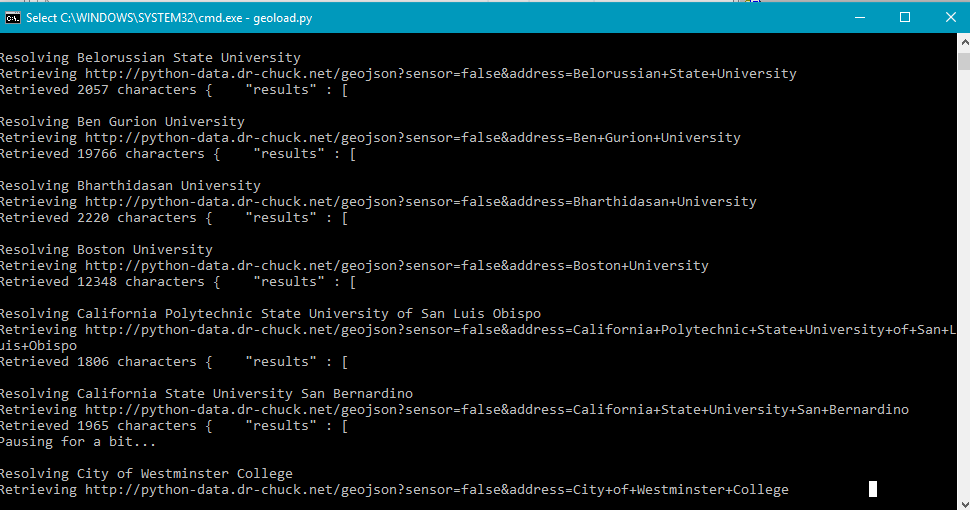 Select C:\WINDOWS\SYSTEM32\cmd.exe - geoload.py
Resolving Belorussian State University
Retrieving http://python-data.dr-chuck.net/geojson?sensor=false&address=Belorussian+State+University
Retrieved 2057 characters {    "results" : [
Resolving Ben Gurion University
Retrieving http://python-data.dr-chuck.net/geojson?sensor=false&address=Ben+Gurion+University
Retrieved 19766 characters {    "results" : [
Resolving Bharthidasan University
Retrieving http://python-data.dr-chuck.net/geojson?sensor=false&address=Bharthidasan+University
Retrieved 2220 characters {    "results" : [
Resolving Boston University
Retrieving http://python-data.dr-chuck.net/geojson?sensor=false&address=Boston+University
Retrieved 12348 characters {    "results" : [
Resolving California Polytechnic State University of San Luis Obispo
Retrieving http://python-data.dr-chuck.net/geojson?sensor=false&address=California+Polytechnic+State+University+of+San+L
uis+Obispo
Retrieved 1806 characters {    "results" : [
Resolving California State University San Bernardino
Retrieving http://python-data.dr-chuck.net/geojson?sensor=false&address=California+State+University+San+Bernardino
Retrieved 1965 characters {    "results" : [
Pausing for a bit...
Resolving City of Westminster College
Retrieving http://python-data.dr-chuck.net/geojson?sensor=false&address=City+of+Westminster+College